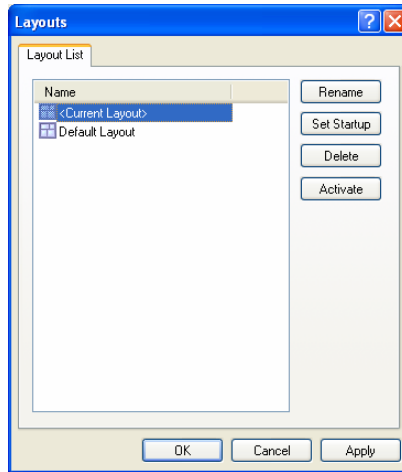 Layouts
Layout List
Name
<Current Layout>
Default Layout
Rename
Set Startup
Delete
Activate
OK
Cancel
Apply